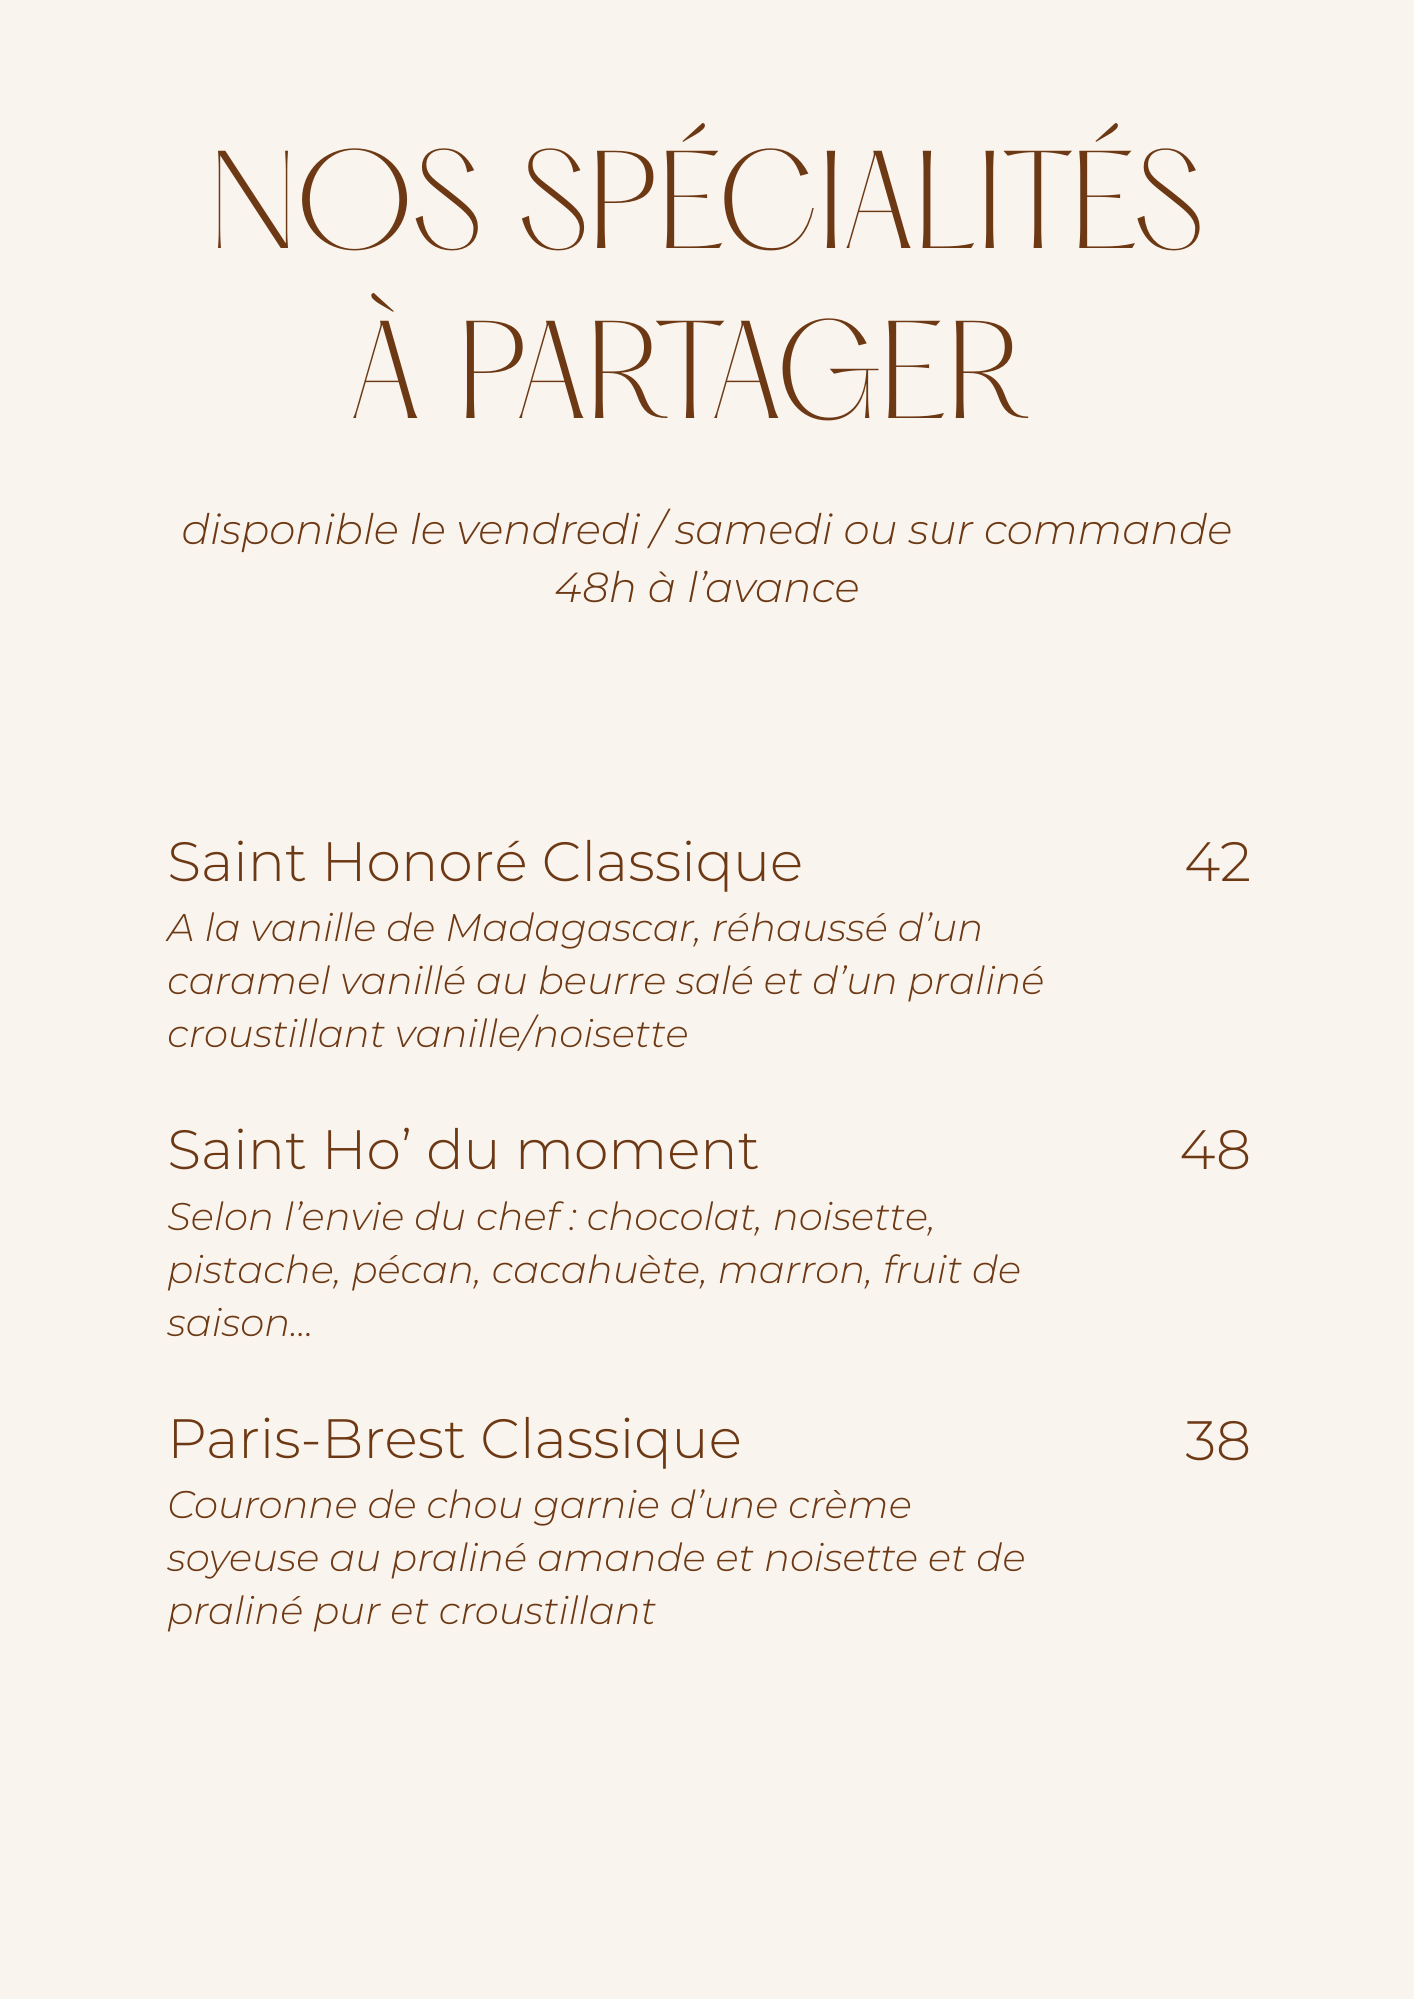 NOS SPÉCIALITÉS
À PARTAGER
disponible le vendredi / samedi ou sur commande
48h à l’avance
Saint Honoré Classique 42
A la vanille de Madagascar, réhaussé d’un
caramel vanillé au beurre salé et d’un praliné
croustillant vanille/noisette
Saint Ho’ du moment 48
Selon l’envie du chef : chocolat, noisette,
pistache, pécan, cacahuète, marron, fruit de
saison...
Paris-Brest Classique 38
Couronne de chou garnie d’une crème
soyeuse au praliné amande et noisette et de
praliné pur et croustillant